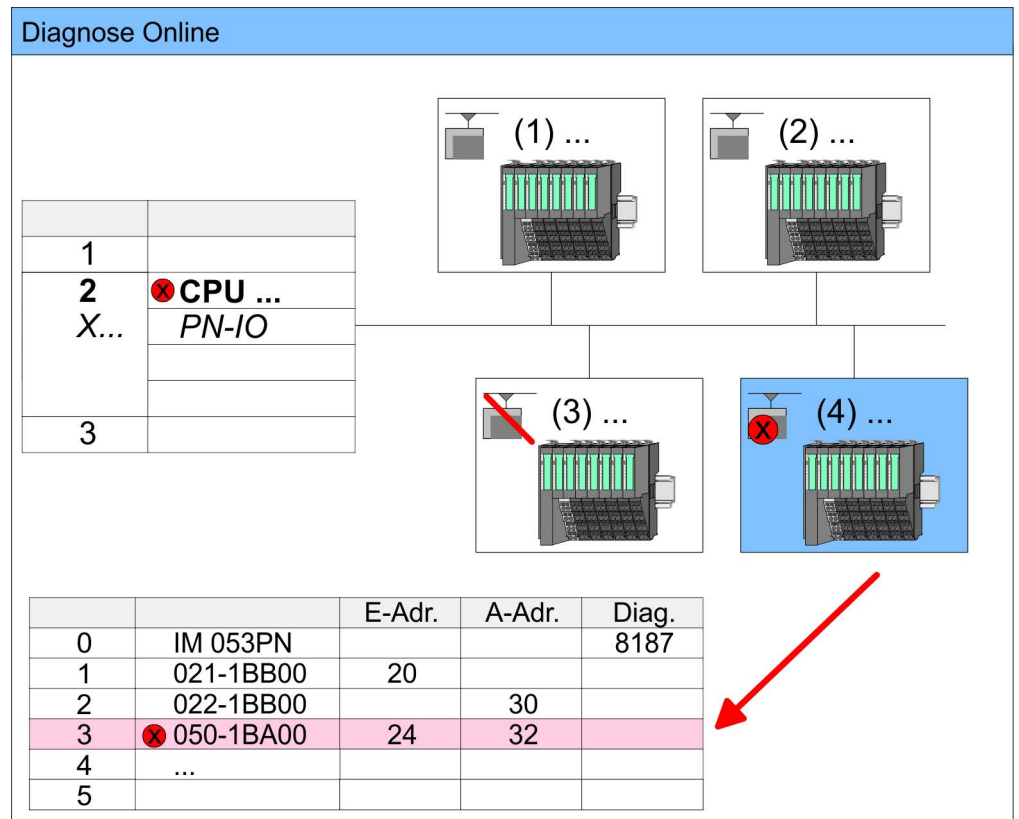 Diagnose Online
(1) ...
(2) ...
1
2 X CPU ...
X... PN-IO
3
(3) ...
X (4) ...
E-Adr. A-Adr. Diag.
0 IM 053PN 8187
1 021-1BB00 20
2 022-1BB00 30
3 X 050-1BA00 24 32
4 ...
5